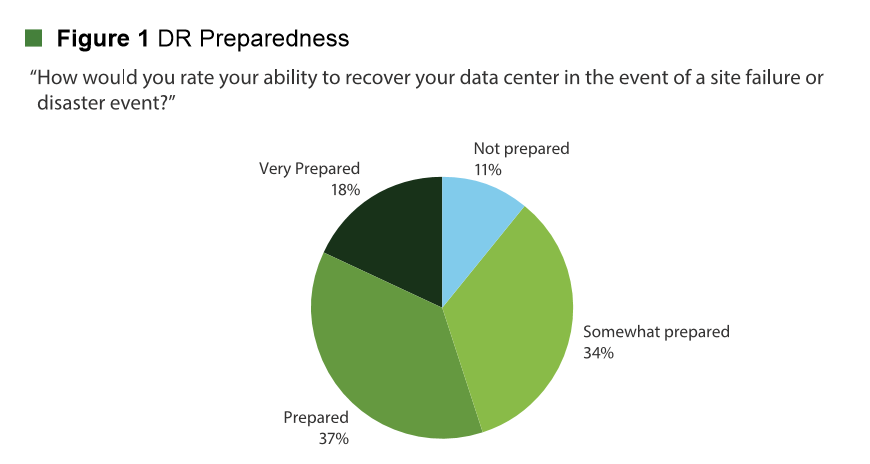 Figure 1 DR Preparedness
“How would you rate your ability to recover your data center in the event of a site failure or
disaster event?”
Not prepared
11%
Very Prepared
18%
Somewhat prepared
34%
Prepared
37%